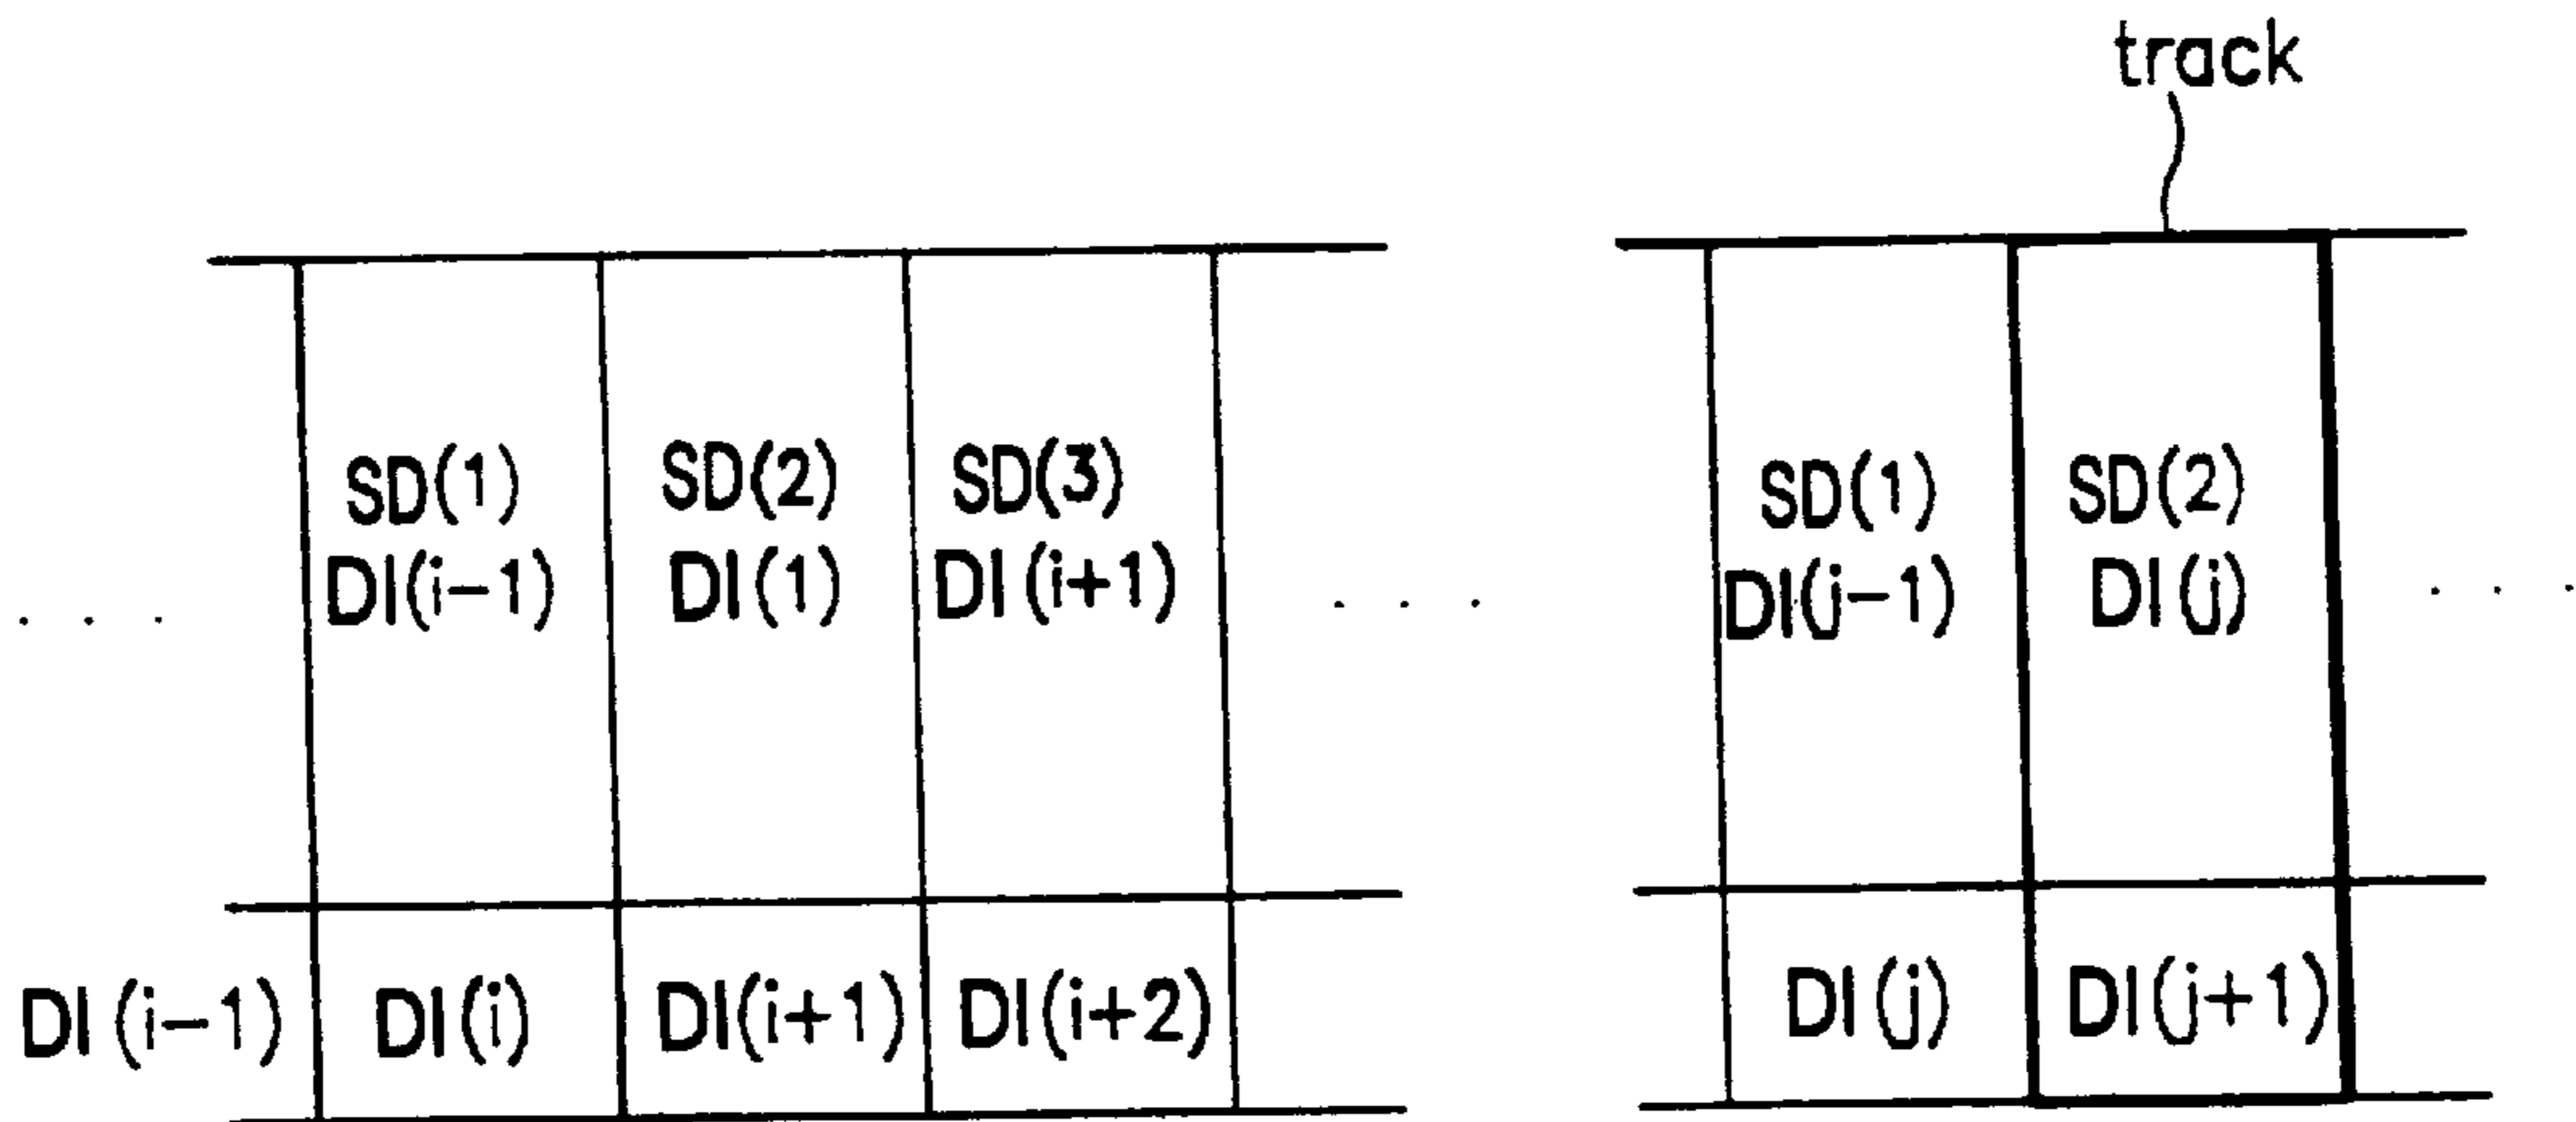 track
SD(1) SD(2) SD(3) SD(1) SD(2)
DI(i-1) DI(1) DI(i+1) DI(j-1) DI(j)
. . . . . . . . .
DI(i-1) DI(i) DI(i+1) DI(i+2) DI(j) DI(j+1)